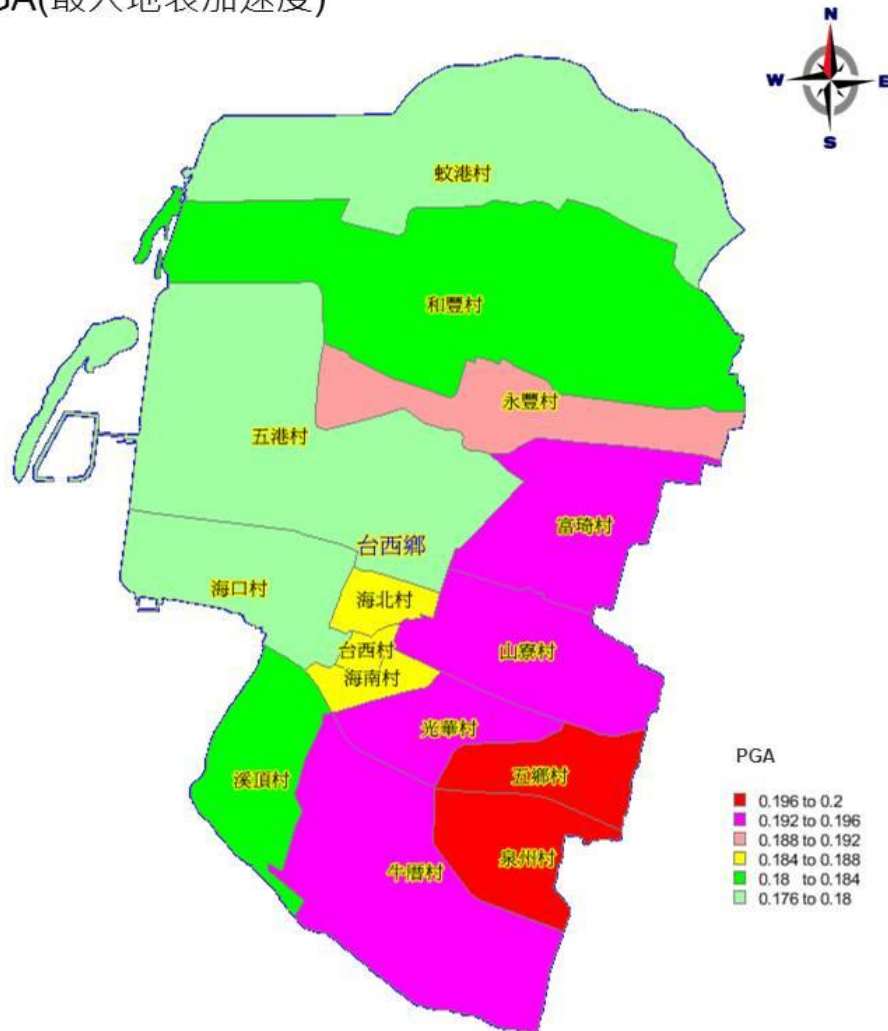 GA(最大地表加速度)
N
W E
S
蚊港村
和豐村
永豐村
五港村
富琦村
台西鄉
海口村
海北村
台西村
山寮村
海南村
光華村
五鄉村
溪頂村
泉州村
牛厝村
PGA
0.196 to 0.2
0.192 to 0.196
0.188 to 0.192
0.184 to 0.188
0.18 to 0.184
0.176 to 0.18